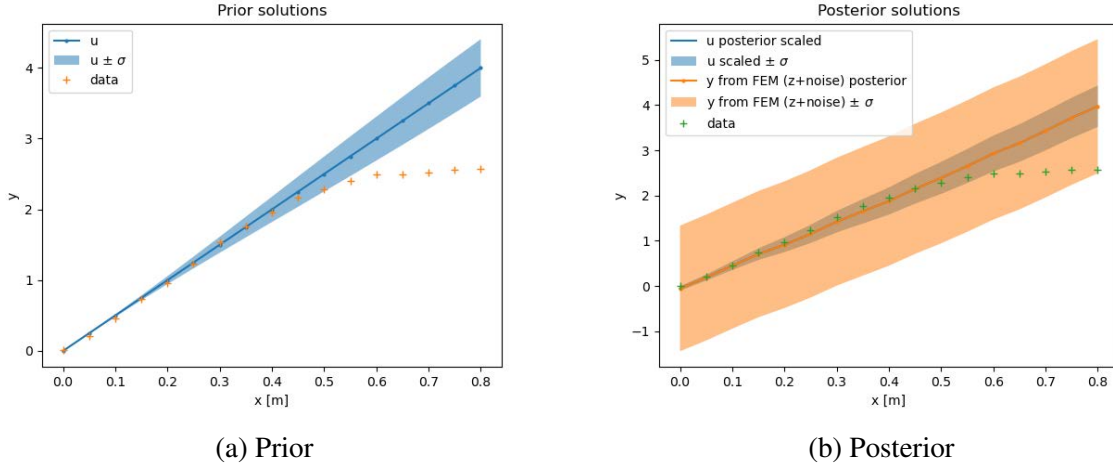 Prior solutions
u
u ± σ
+ data
4
3
2
1
0
y
0.0 0.1 0.2 0.3 0.4 0.5 0.6 0.7 0.8
x [m]
(a) Prior
Posterior solutions
u posterior scaled
u scaled ± σ
y from FEM (z+noise) posterior
y from FEM (z+noise) ± σ
+ data
5
4
3
2
1
0
−1
y
0.0 0.1 0.2 0.3 0.4 0.5 0.6 0.7 0.8
x [m]
(b) Posterior